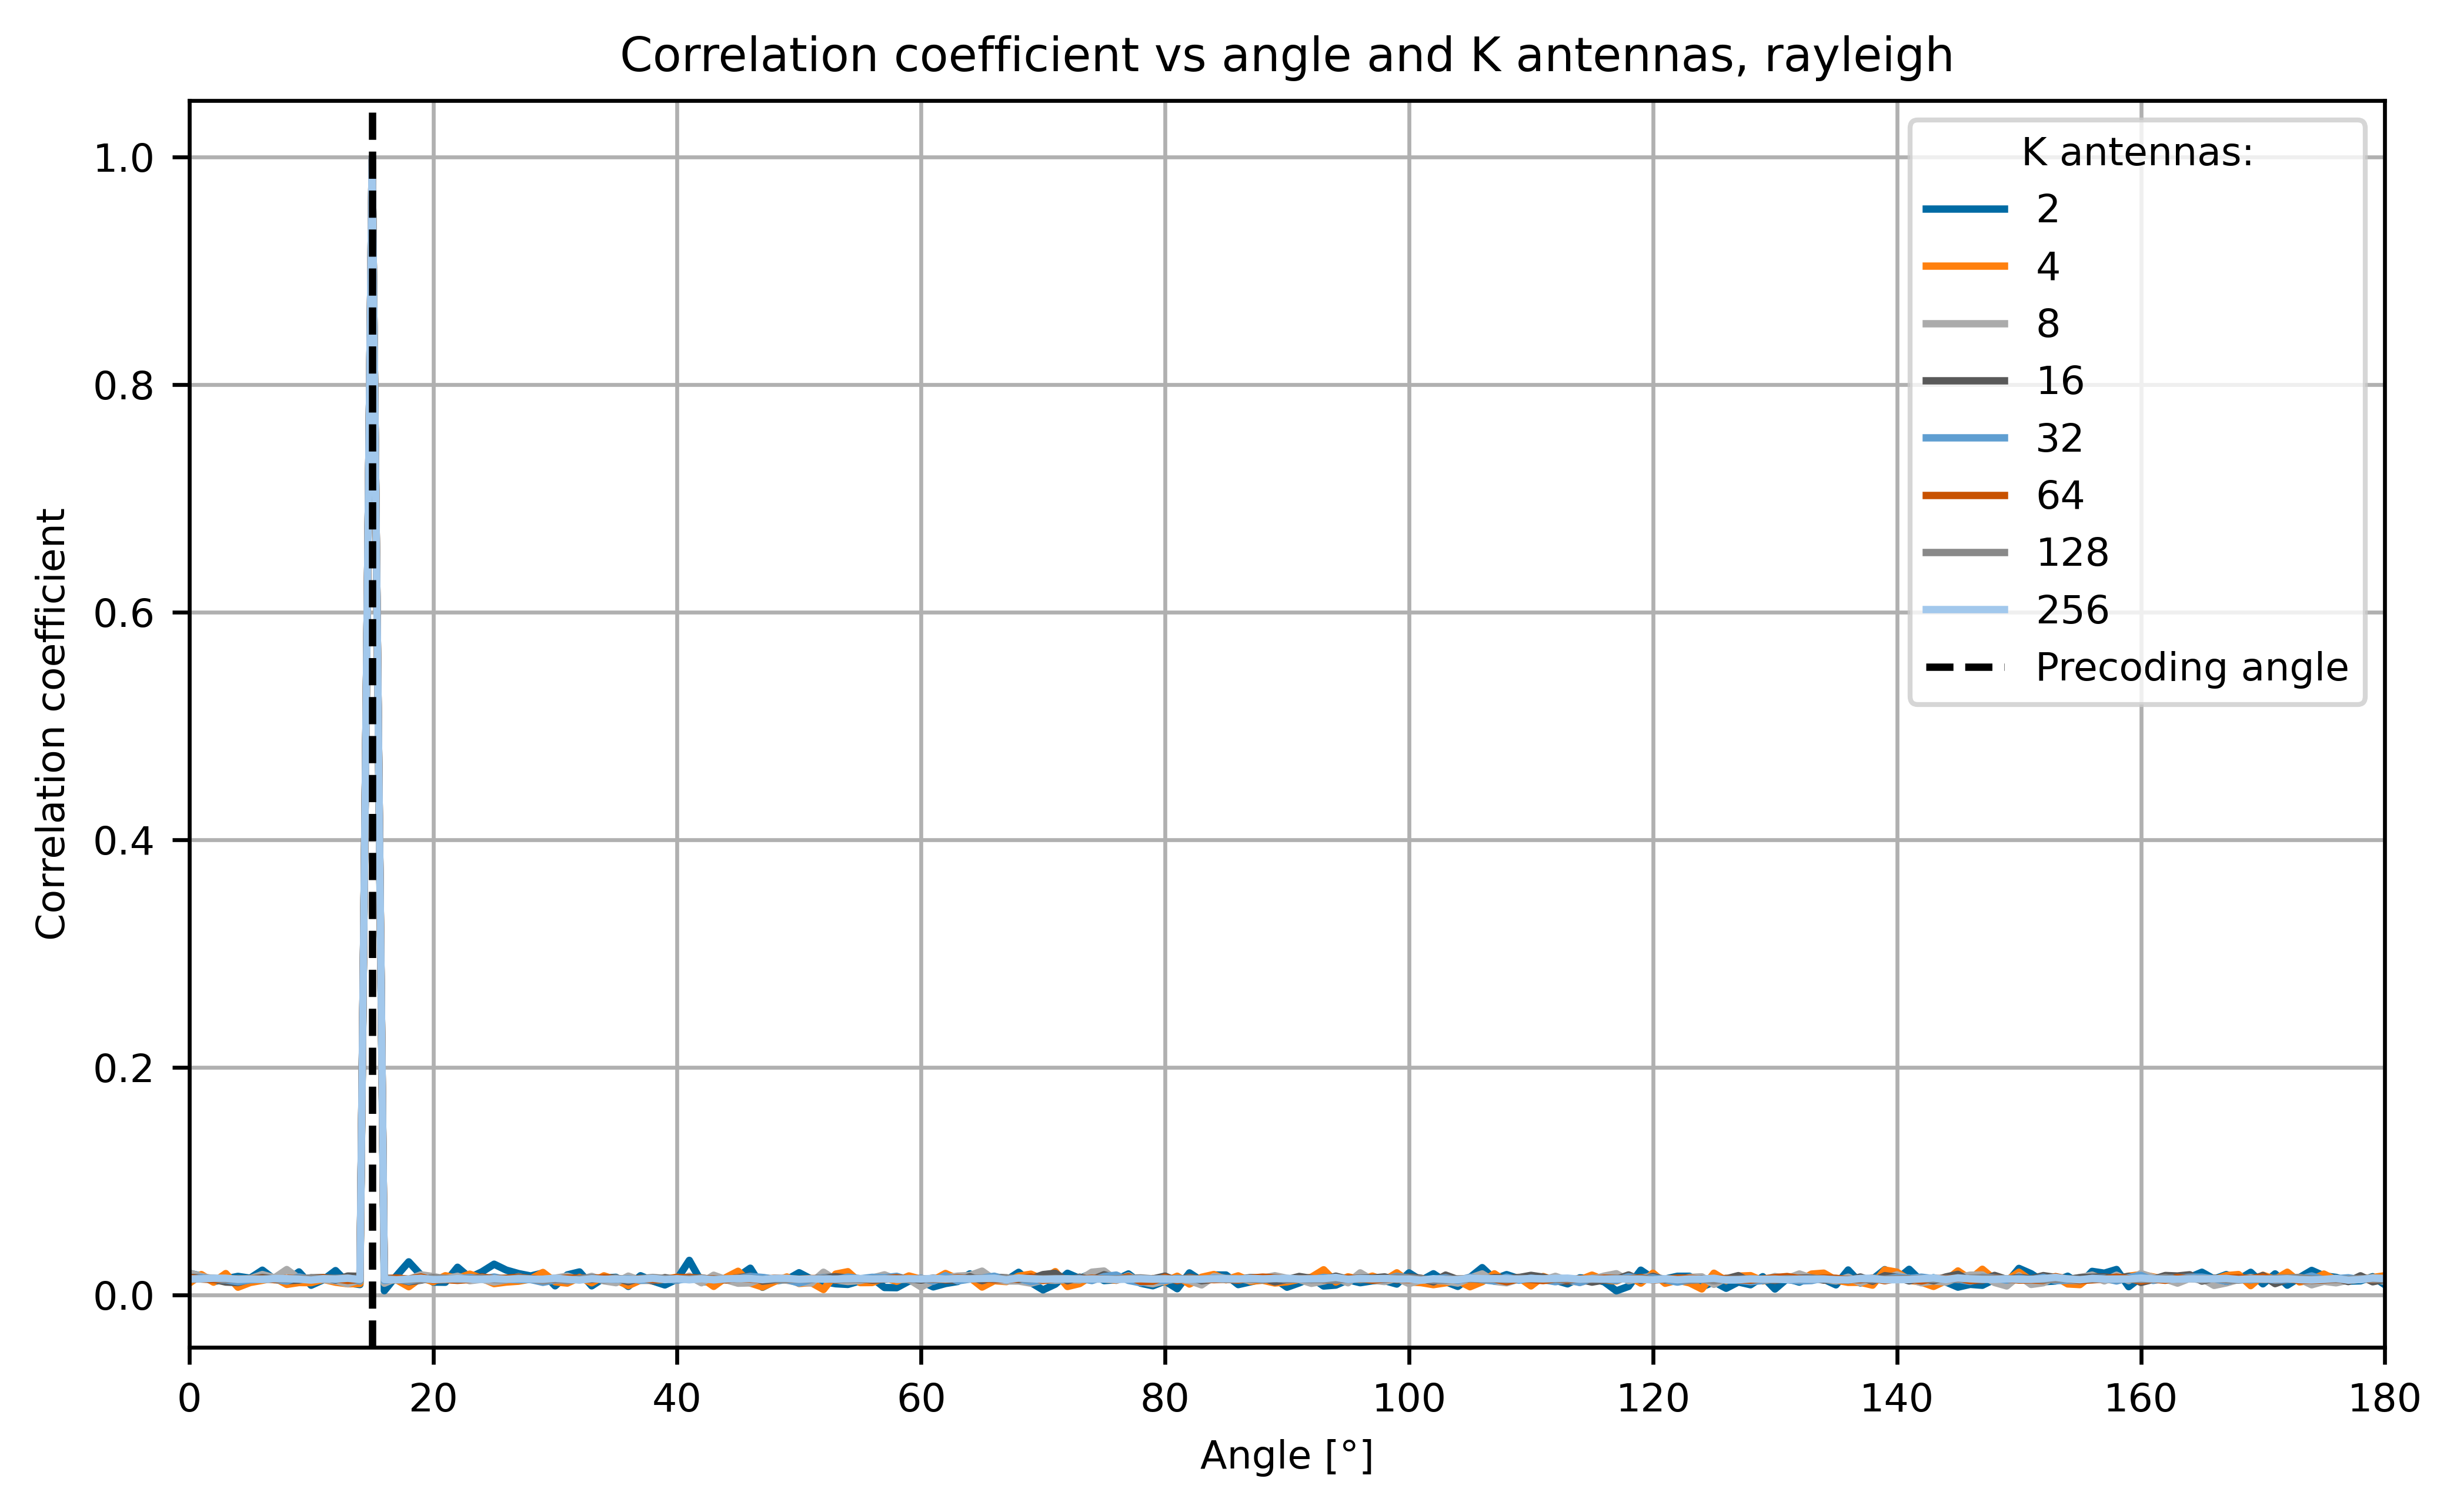 Correlation coefficient vs angle and K antennas, rayleigh
1.0
0.8
0.6
0.4
0.2
0.0
Correlation coefficient
K antennas:
2
4
8
16
32
64
128
256
Precoding angle
0 20 40 60 80 100 120 140 160 180
Angle [°]